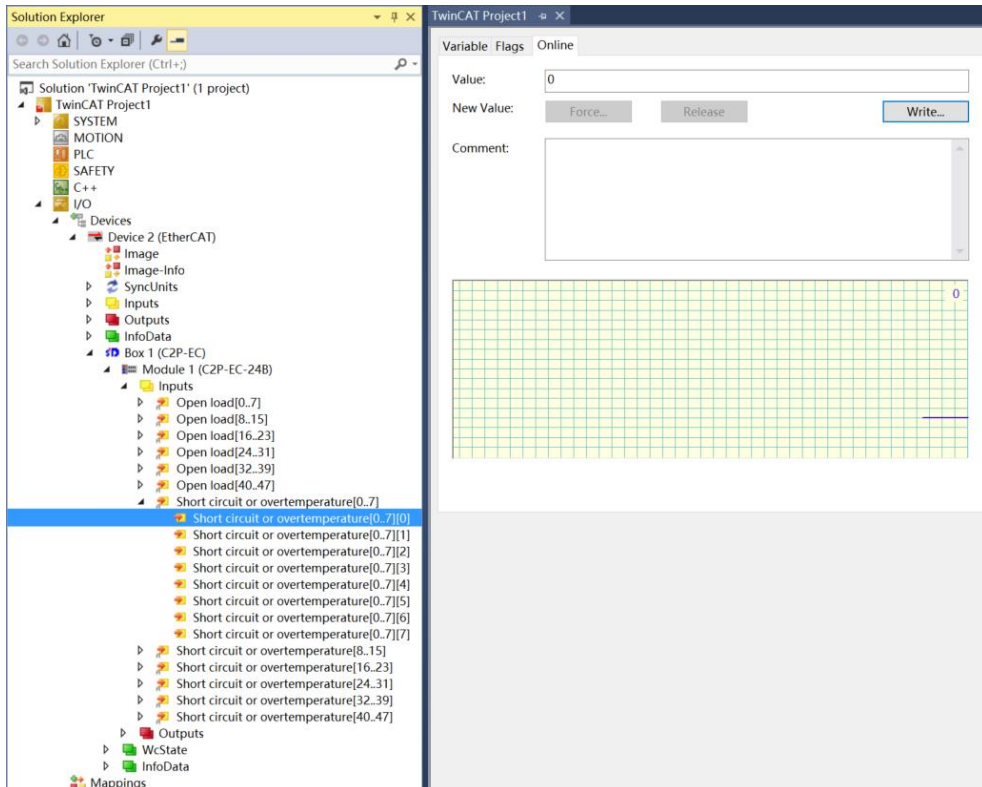 Solution Explorer
Search Solution Explorer (Ctrl+;)
Solution 'TwinCAT Project1' (1 project)
TwinCAT Project1
SYSTEM
MOTION
PLC
SAFETY
C++
I/O
Devices
Device 2 (EtherCAT)
Image
Image-Info
SyncUnits
Inputs
Outputs
InfoData
Box 1 (C2P-EC)
Module 1 (C2P-EC-24B)
Inputs
Open load[0..7]
Open load[8..15]
Open load[16..23]
Open load[24..31]
Open load[32..39]
Open load[40..47]
Short circuit or overtemperature[0..7]
Short circuit or overtemperature[0..7][0]
Short circuit or overtemperature[0..7][1]
Short circuit or overtemperature[0..7][2]
Short circuit or overtemperature[0..7][3]
Short circuit or overtemperature[0..7][4]
Short circuit or overtemperature[0..7][5]
Short circuit or overtemperature[0..7][6]
Short circuit or overtemperature[0..7][7]
Short circuit or overtemperature[8..15]
Short circuit or overtemperature[16..23]
Short circuit or overtemperature[24..31]
Short circuit or overtemperature[32..39]
Short circuit or overtemperature[40..47]
Outputs
WcState
InfoData
Mappings
TwinCAT Project1
Variable Flags Online
Value: 0
New Value: Force... Release Write...
Comment:
0